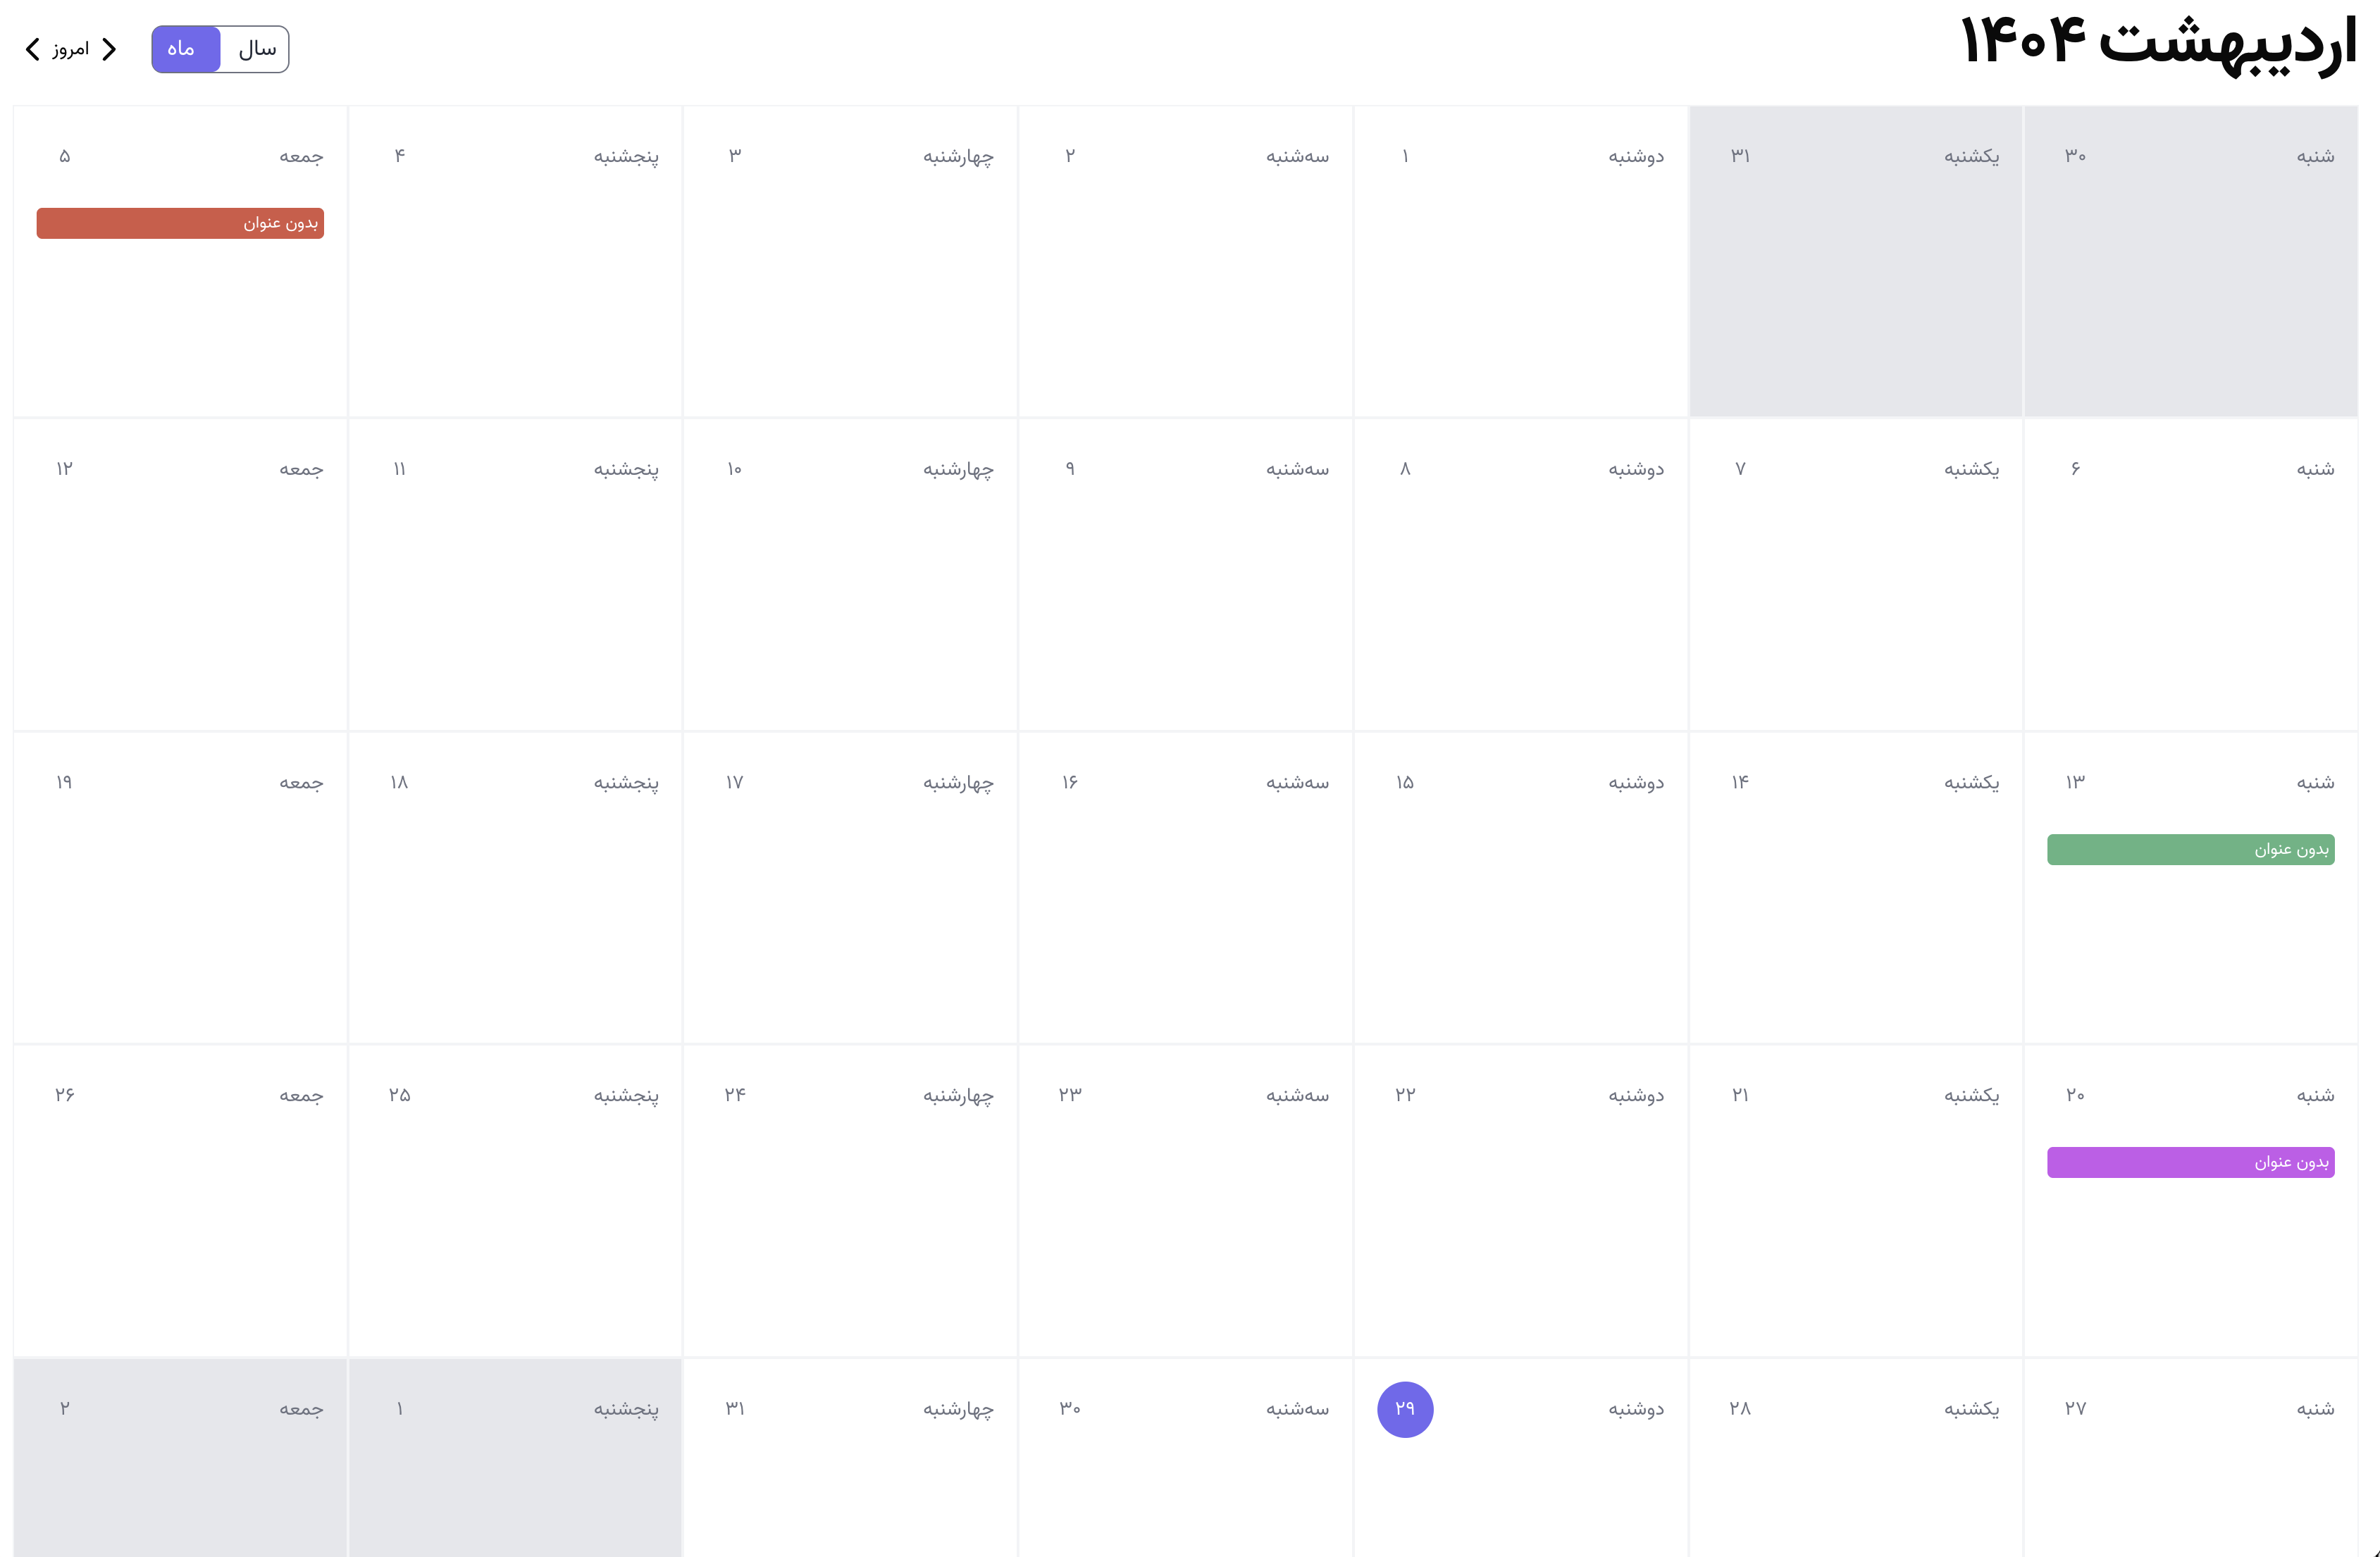 اردیبهشت ۱۴۰۴
سال ماه امروز
شنبه ۳۰ یکشنبه ۳۱ دوشنبه ۱ سه‌شنبه ۲ چهارشنبه ۳ پنجشنبه ۴ جمعه ۵
بدون عنوان
شنبه ۶ یکشنبه ۷ دوشنبه ۸ سه‌شنبه ۹ چهارشنبه ۱۰ پنجشنبه ۱۱ جمعه ۱۲
شنبه ۱۳ یکشنبه ۱۴ دوشنبه ۱۵ سه‌شنبه ۱۶ چهارشنبه ۱۷ پنجشنبه ۱۸ جمعه ۱۹
بدون عنوان
شنبه ۲۰ یکشنبه ۲۱ دوشنبه ۲۲ سه‌شنبه ۲۳ چهارشنبه ۲۴ پنجشنبه ۲۵ جمعه ۲۶
بدون عنوان
شنبه ۲۷ یکشنبه ۲۸ دوشنبه ۲۹ سه‌شنبه ۳۰ چهارشنبه ۳۱ پنجشنبه ۱ جمعه ۲